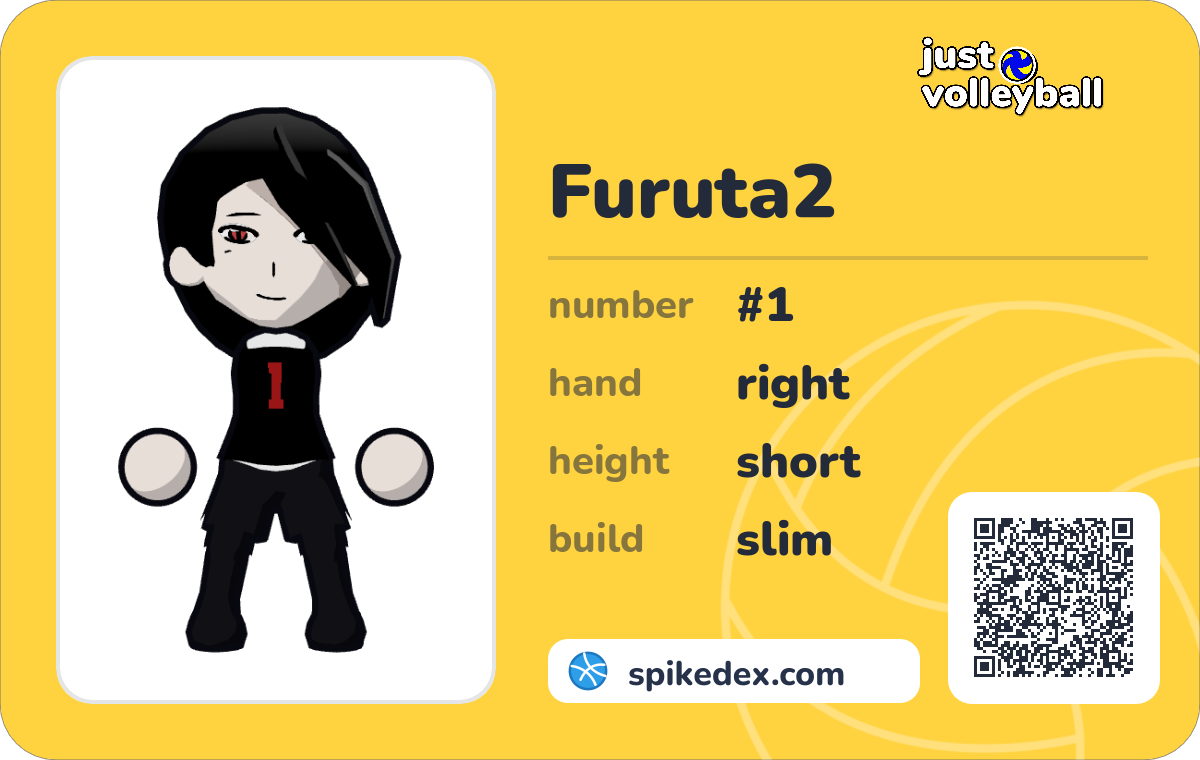 just
volleyball
Furuta2
number #1
hand right
height short
build slim
1
spikedex.com